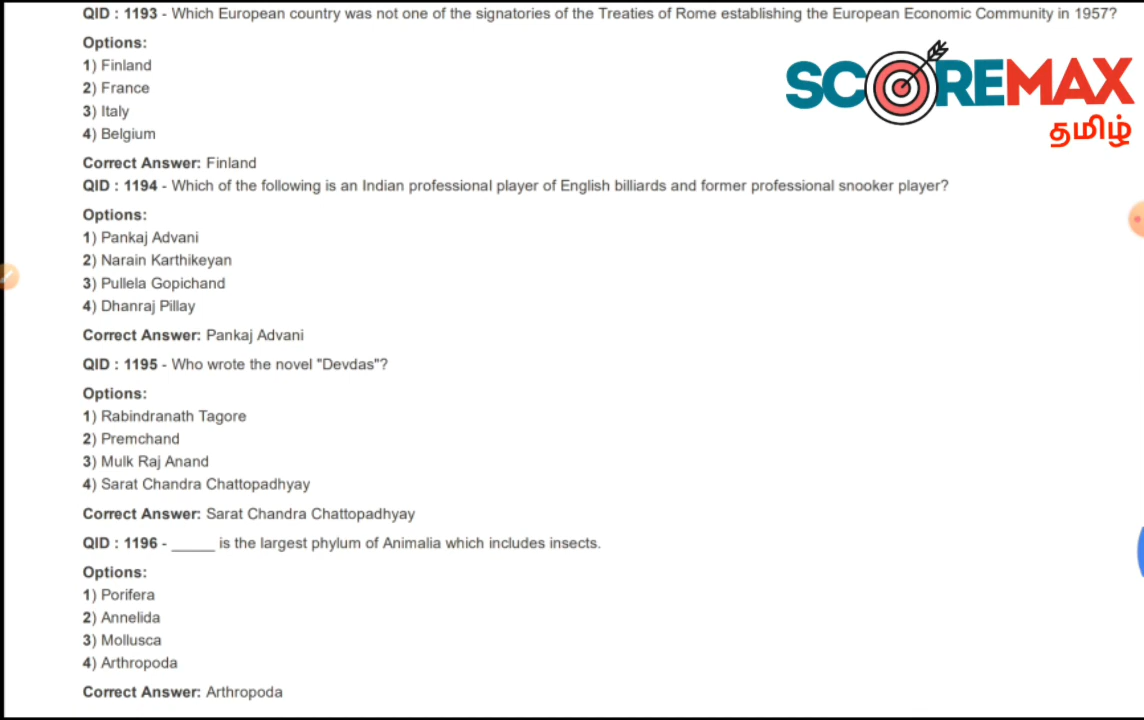 QID : 1193 - Which European country was not one of the signatories of the Treaties of Rome establishing the European Economic Community in 1957?
Options:
1) Finland
2) France
3) Italy
4) Belgium
SCOREMAX
தமிழ்
Correct Answer: Finland
QID : 1194 - Which of the following is an Indian professional player of English billiards and former professional snooker player?
Options:
1) Pankaj Advani
2) Narain Karthikeyan
3) Pullela Gopichand
4) Dhanraj Pillay
Correct Answer: Pankaj Advani
QID : 1195 - Who wrote the novel "Devdas"?
Options:
1) Rabindranath Tagore
2) Premchand
3) Mulk Raj Anand
4) Sarat Chandra Chattopadhyay
Correct Answer: Sarat Chandra Chattopadhyay
QID : 1196 - _____ is the largest phylum of Animalia which includes insects.
Options:
1) Porifera
2) Annelida
3) Mollusca
4) Arthropoda
Correct Answer: Arthropoda